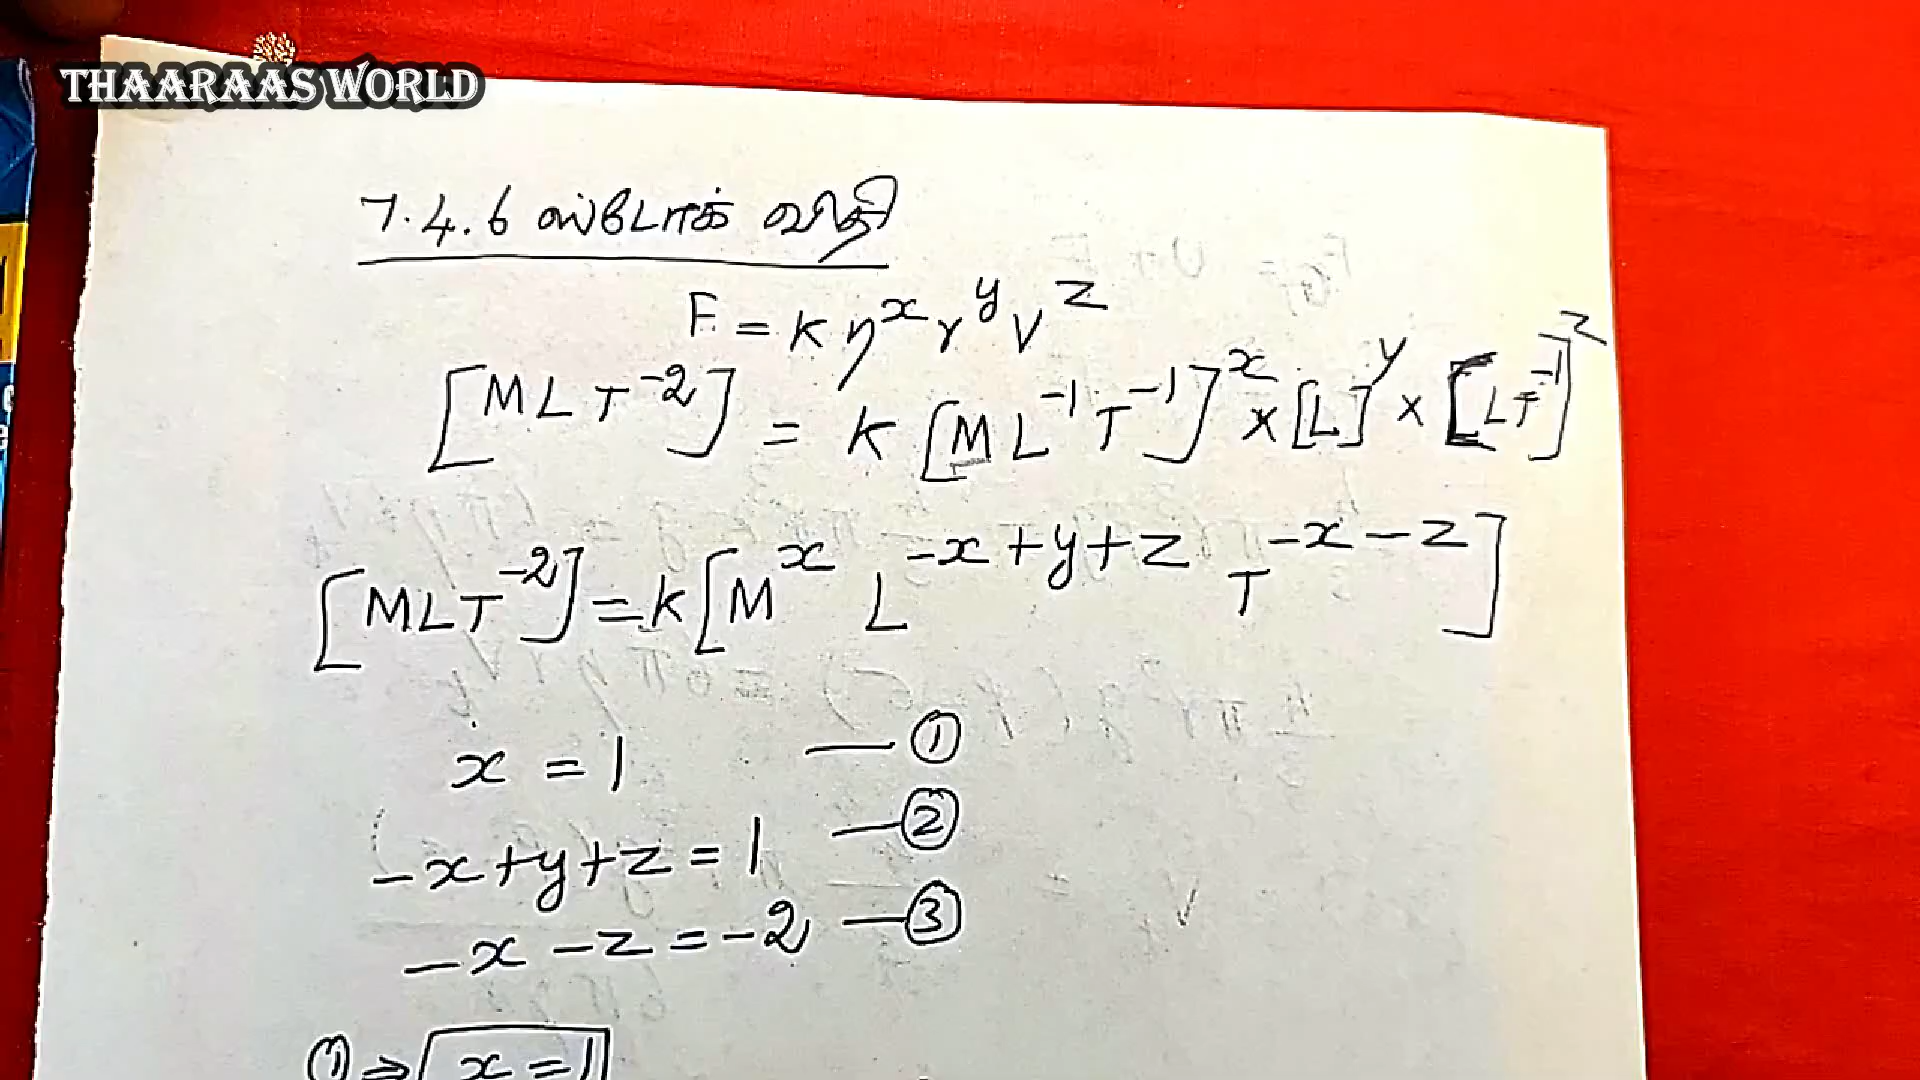 THAARAAS WORLD
7.4.6 ஸ்டோக் விதி
F = K η^x r^y V^z
[MLT^-2] = K [ML^-1 T^-1]^x × [L]^y × [LT^-1]^z
[MLT^-2] = K [M^x L^-x+y+z T^-x-z]
x = 1 — ①
-x+y+z = 1 — ②
-x-z = -2 — ③
① ⇒ x = 1